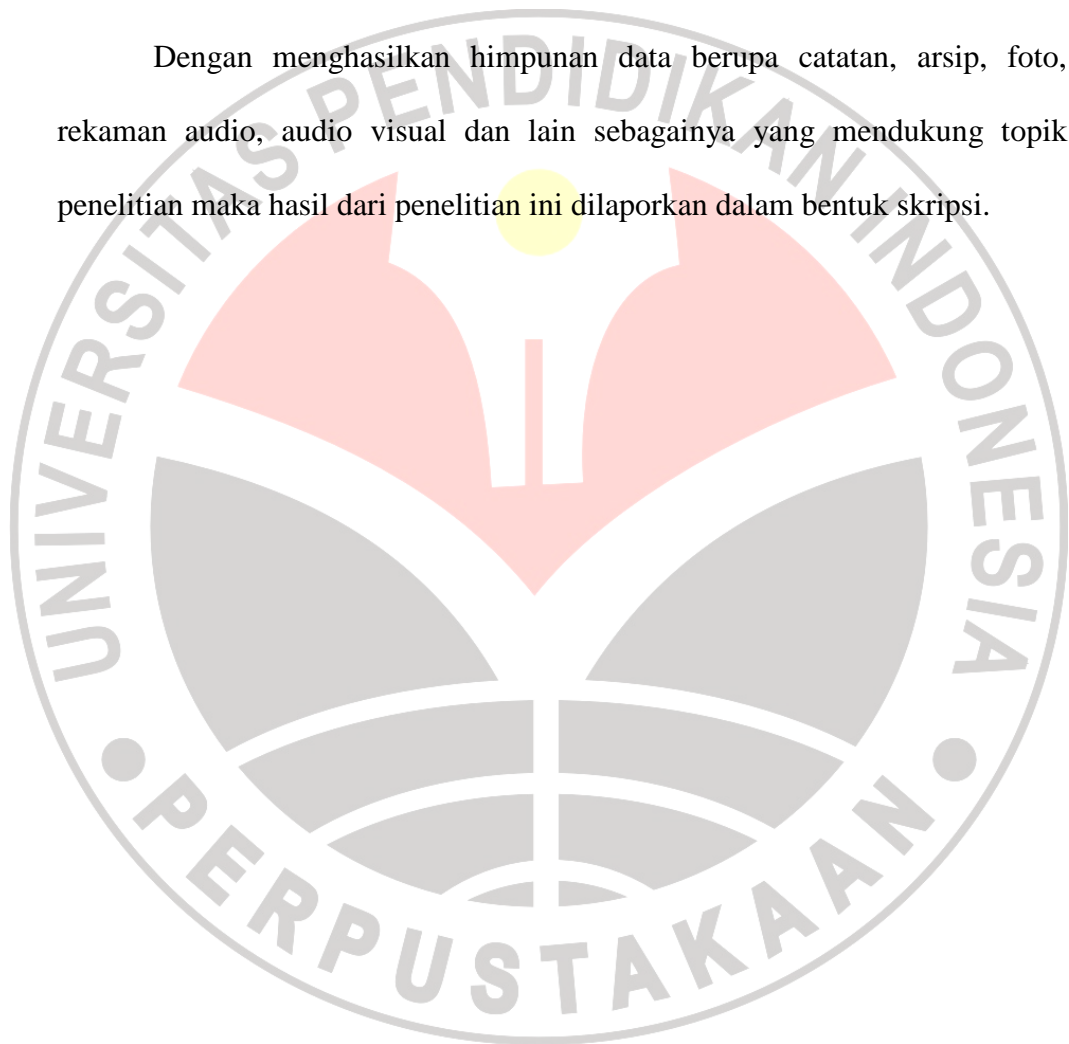 Dengan menghasilkan himpunan data berupa catatan, arsip, foto,
rekaman audio, audio visual dan lain sebagainya yang mendukung topik
penelitian maka hasil dari penelitian ini dilaporkan dalam bentuk skripsi.
UNIVERSITAS PENDIDIKAN INDONESIA
PERPUSTAKAAN